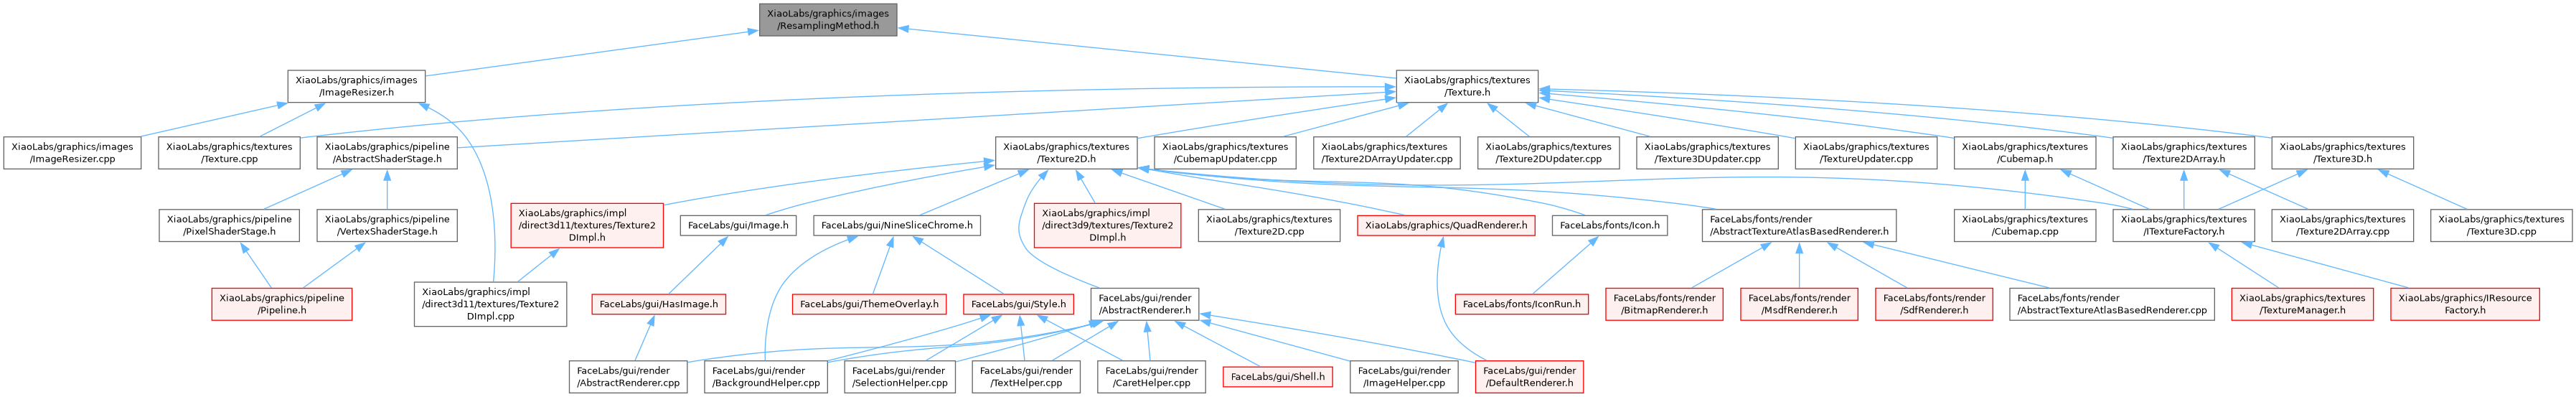 XiaoLabs/graphics/images
/ResamplingMethod.h
XiaoLabs/graphics/images
/ImageResizer.h
XiaoLabs/graphics/textures
/Texture.h
XiaoLabs/graphics/images
/ImageResizer.cpp
XiaoLabs/graphics/textures
/Texture.cpp
XiaoLabs/graphics/pipeline
/AbstractShaderStage.h
XiaoLabs/graphics/textures
/Texture2D.h
XiaoLabs/graphics/textures
/CubemapUpdater.cpp
XiaoLabs/graphics/textures
/Texture2DArrayUpdater.cpp
XiaoLabs/graphics/textures
/Texture2DUpdater.cpp
XiaoLabs/graphics/textures
/Texture3DUpdater.cpp
XiaoLabs/graphics/textures
/TextureUpdater.cpp
XiaoLabs/graphics/textures
/Cubemap.h
XiaoLabs/graphics/textures
/Texture2DArray.h
XiaoLabs/graphics/textures
/Texture3D.h
XiaoLabs/graphics/pipeline
/PixelShaderStage.h
XiaoLabs/graphics/pipeline
/VertexShaderStage.h
XiaoLabs/graphics/impl
/direct3d11/textures/Texture2
DImpl.h
FaceLabs/gui/Image.h
FaceLabs/gui/NineSliceChrome.h
XiaoLabs/graphics/impl
/direct3d9/textures/Texture2
DImpl.h
XiaoLabs/graphics/textures
/Texture2D.cpp
XiaoLabs/graphics/QuadRenderer.h
FaceLabs/fonts/Icon.h
FaceLabs/fonts/render
/AbstractTextureAtlasBasedRenderer.h
XiaoLabs/graphics/textures
/Cubemap.cpp
XiaoLabs/graphics/textures
/ITextureFactory.h
XiaoLabs/graphics/textures
/Texture2DArray.cpp
XiaoLabs/graphics/textures
/Texture3D.cpp
XiaoLabs/graphics/pipeline
/Pipeline.h
XiaoLabs/graphics/impl
/direct3d11/textures/Texture2
DImpl.cpp
FaceLabs/gui/HasImage.h
FaceLabs/gui/ThemeOverlay.h
FaceLabs/gui/Style.h
FaceLabs/gui/render
/AbstractRenderer.h
FaceLabs/fonts/IconRun.h
FaceLabs/fonts/render
/BitmapRenderer.h
FaceLabs/fonts/render
/MsdfRenderer.h
FaceLabs/fonts/render
/SdfRenderer.h
FaceLabs/fonts/render
/AbstractTextureAtlasBasedRenderer.cpp
XiaoLabs/graphics/textures
/TextureManager.h
XiaoLabs/graphics/IResource
Factory.h
FaceLabs/gui/render
/AbstractRenderer.cpp
FaceLabs/gui/render
/BackgroundHelper.cpp
FaceLabs/gui/render
/SelectionHelper.cpp
FaceLabs/gui/render
/TextHelper.cpp
FaceLabs/gui/render
/CaretHelper.cpp
FaceLabs/gui/Shell.h
FaceLabs/gui/render
/ImageHelper.cpp
FaceLabs/gui/render
/DefaultRenderer.h